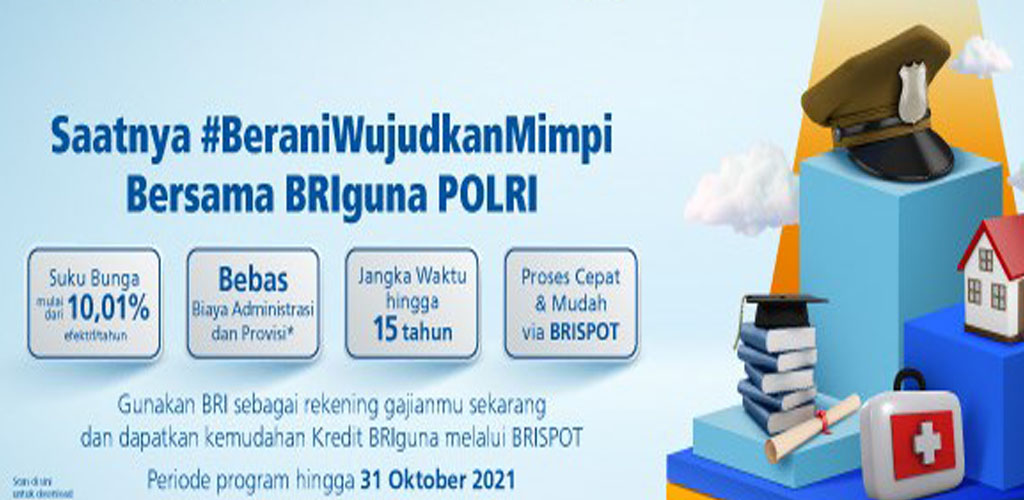 Saatnya #BeraniWujudkanMimpi
Bersama BRIguna POLRI
Suku Bunga
mulai dari 10,01%
efektif/tahun
Bebas
Biaya Administrasi
dan Provisi*
Jangka Waktu
hingga
15 tahun
Proses Cepat
& Mudah
via BRISPOT
Gunakan BRI sebagai rekening gajianmu sekarang
dan dapatkan kemudahan Kredit BRIguna melalui BRISPOT
Periode program hingga 31 Oktober 2021
untuk download